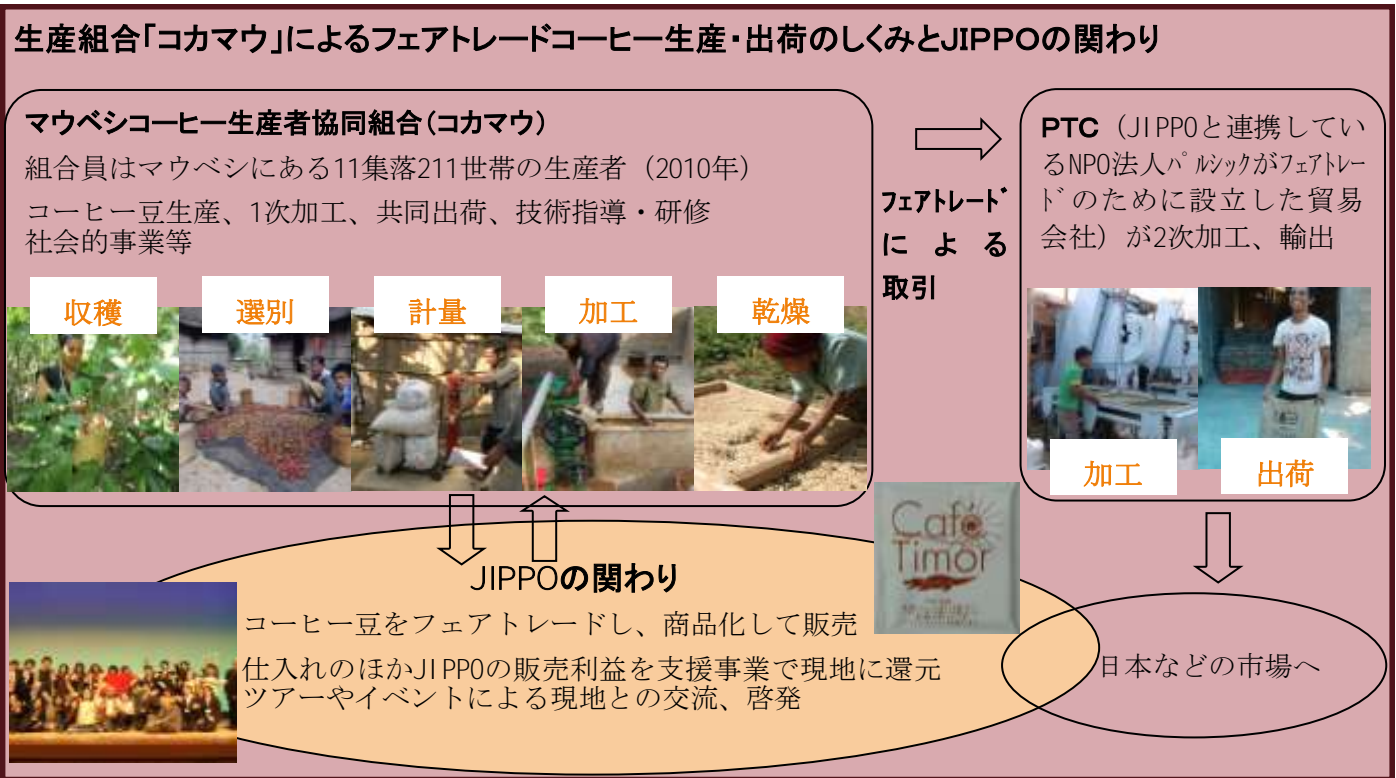 生産組合「コカマウ」によるフェアトレードコーヒー生産・出荷のしくみとJIPPOの関わり
マウベシコーヒー生産者協同組合(コカマウ)
組合員はマウベシにある11集落211世帯の生産者(2010年)
コーヒー豆生産、1次加工、共同出荷、技術指導・研修
社会的事業等
収穫
選別
計量
加工
乾燥
フェアトレード
による
取引
PTC(JIPPOと連携してい
るNPO法人パルシックがフェアトレー
ドのために設立した貿易
会社)が2次加工、輸出
加工
出荷
Café
Timor
JIPPOの関わり
コーヒー豆をフェアトレードし、商品化して販売
仕入れのほかJIPPOの販売利益を支援事業で現地に還元
ツアーやイベントによる現地との交流、啓発
日本などの市場へ